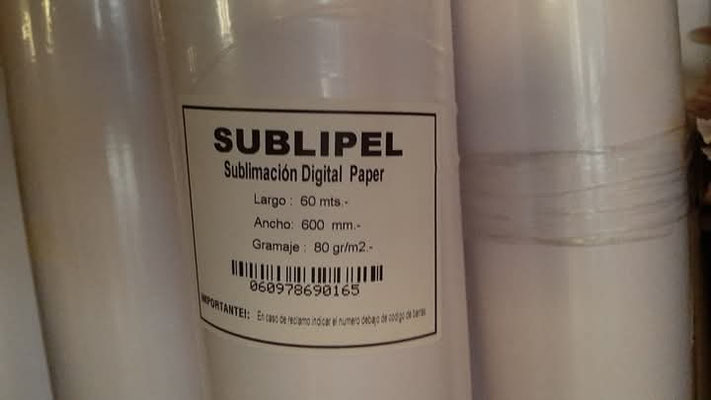 SUBLIPEL
Sublimación Digital Paper
Largo : 60 mts.-
Ancho: 600 mm.-
Gramaje : 80 gr/m2.-
060978690165
IMPORTANTE!: En caso de reclamo indicar el numero debajo de codigo de barras